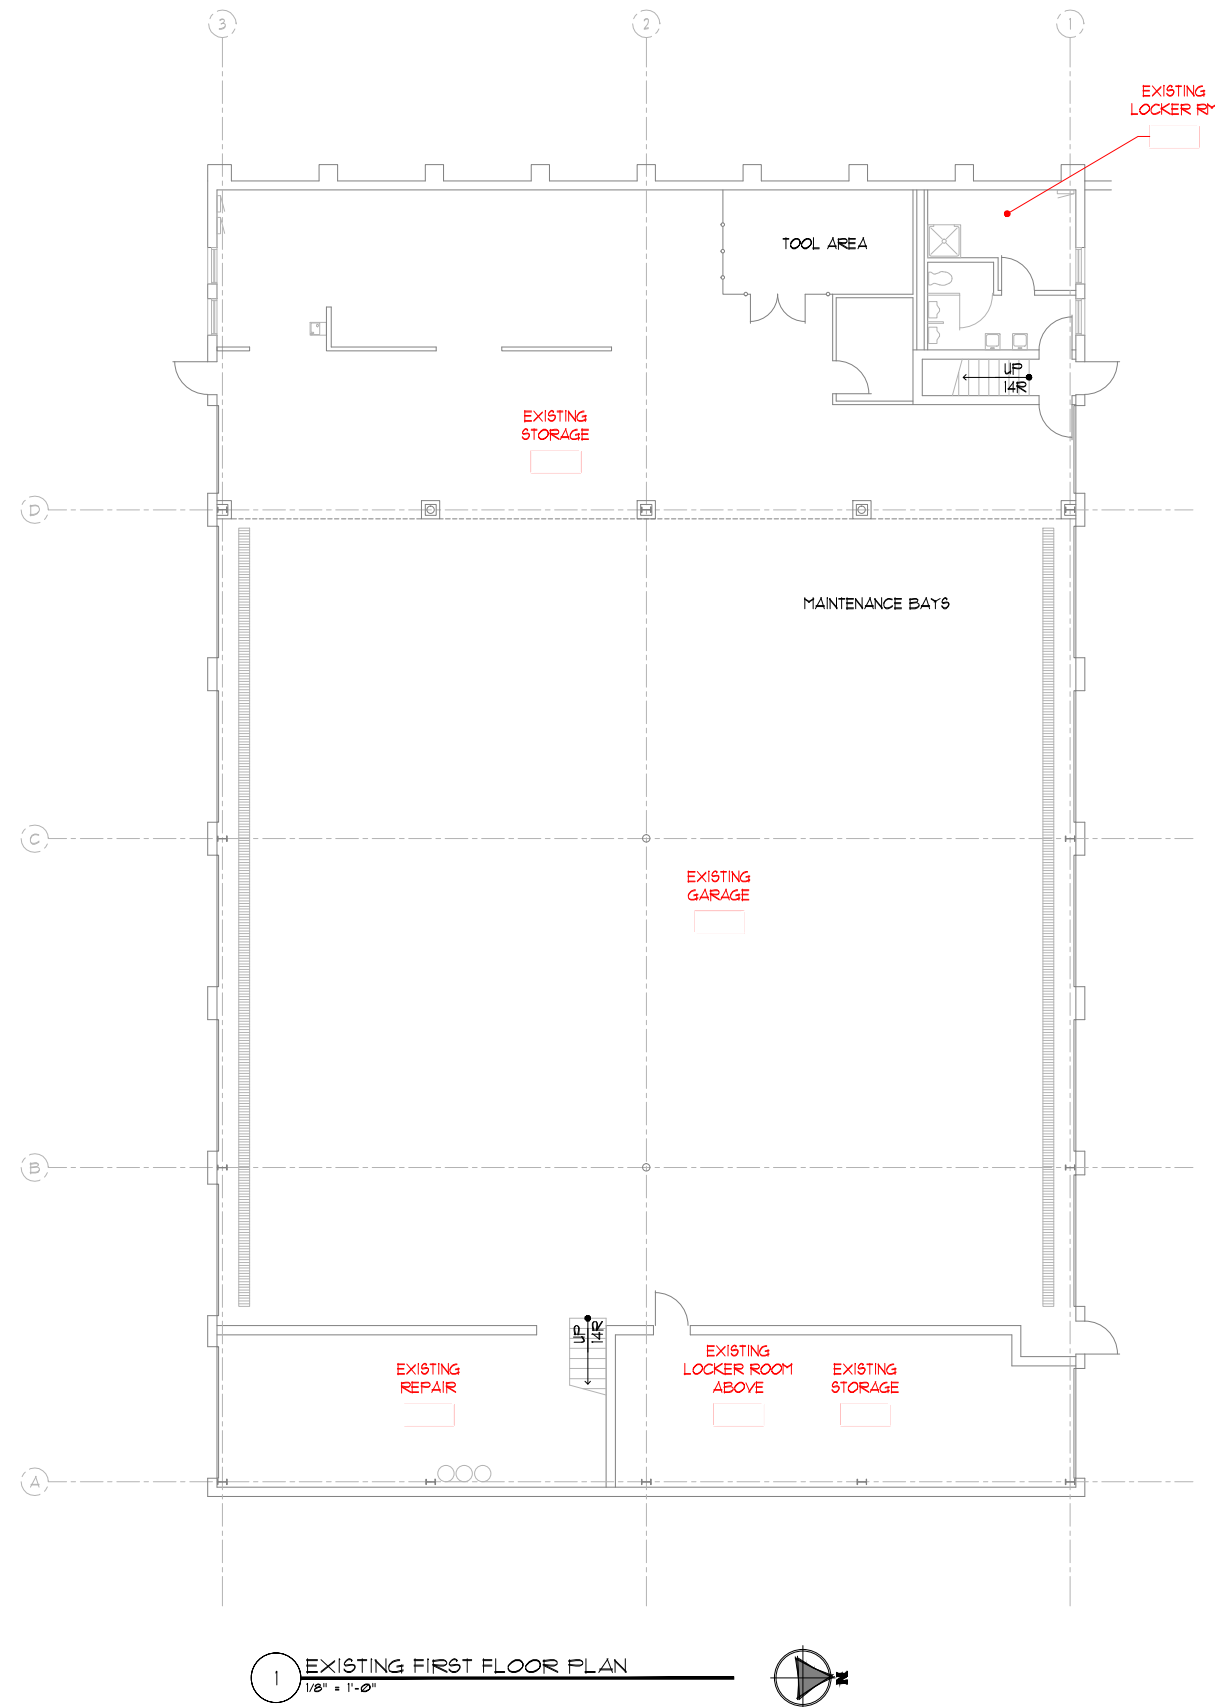 3
2
1
EXISTING
LOCKER RM
TOOL AREA
UP
14R
EXISTING
STORAGE
D
MAINTENANCE BAYS
C
EXISTING
GARAGE
B
UP
14R
EXISTING
REPAIR
EXISTING
LOCKER ROOM
ABOVE
EXISTING
STORAGE
A
1
EXISTING FIRST FLOOR PLAN
1/8" = 1'-0"
N